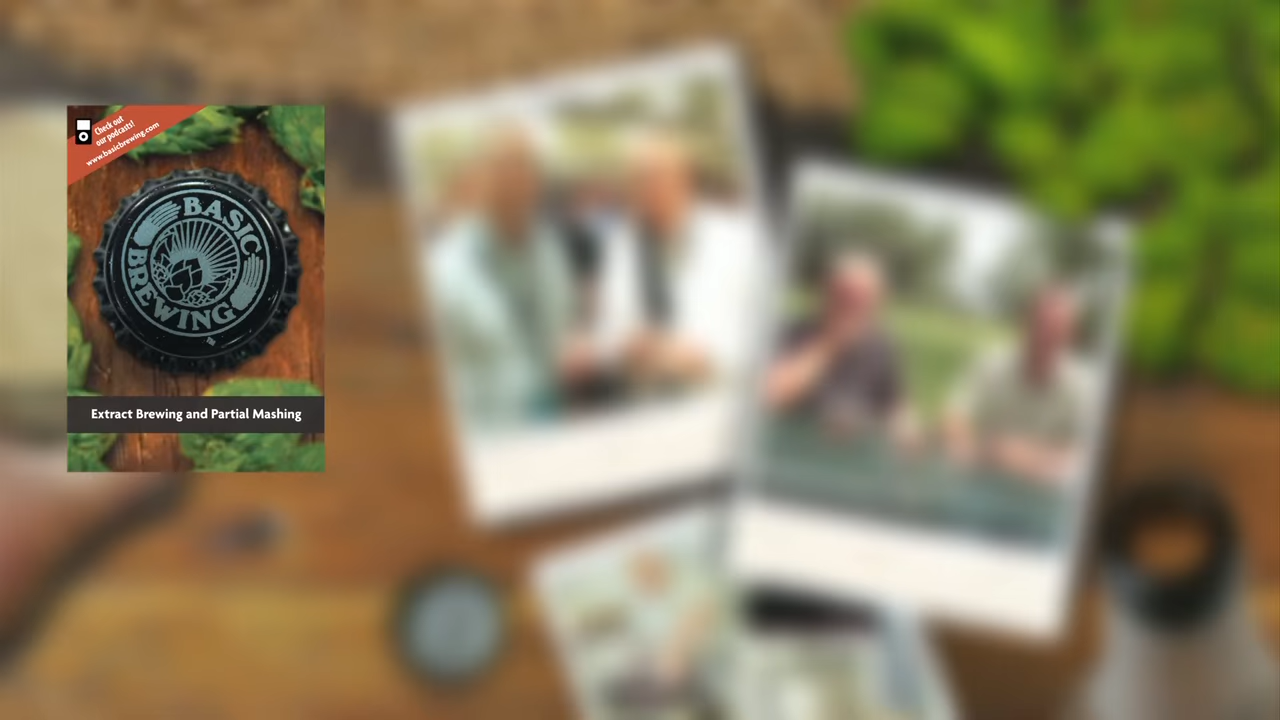 Check out
our podcasts!
www.basicbrewing.com
BASIC
BREWING
Extract Brewing and Partial Mashing